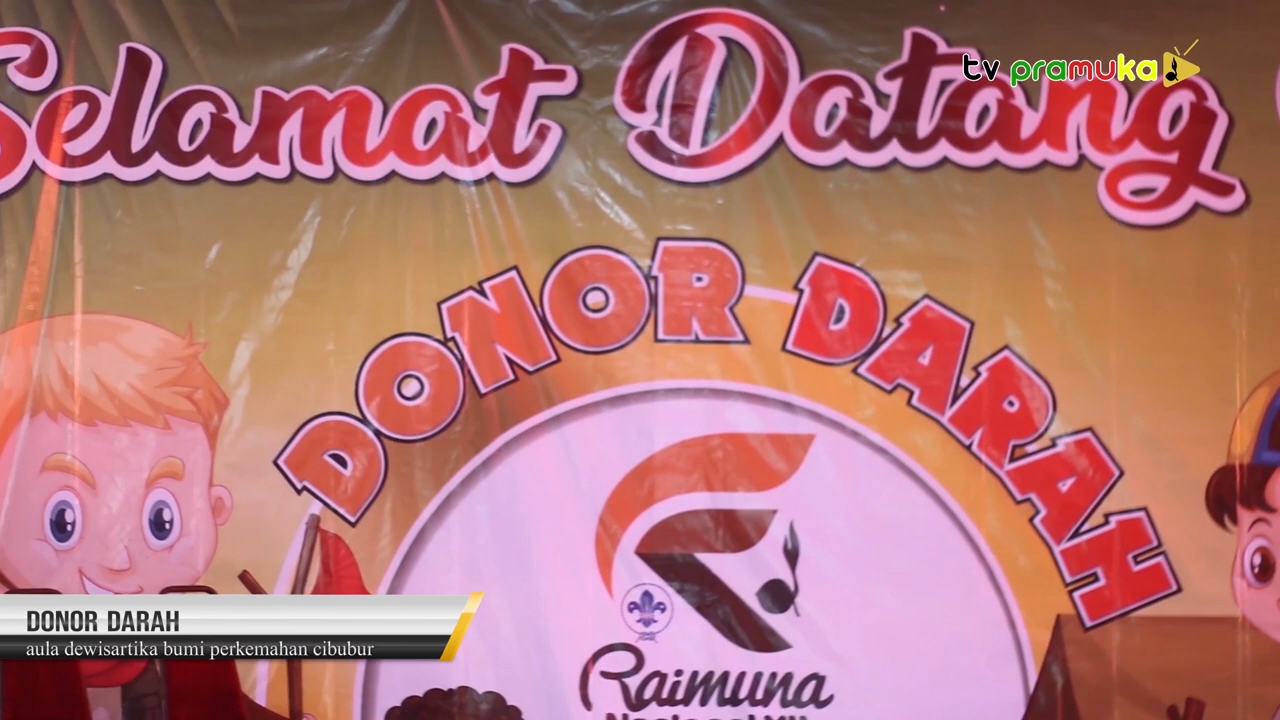 Selamat Datang
tv pramuka
DONOR DARAH
Raimuna
DONOR DARAH
aula dewisartika bumi perkemahan cibubur